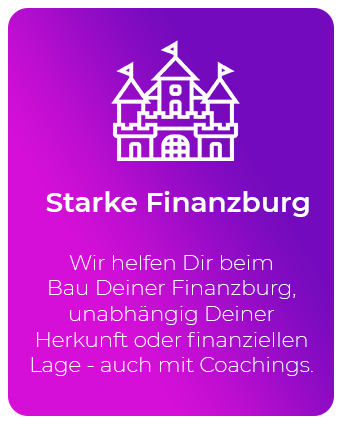 Starke Finanzburg
Wir helfen Dir beim
Bau Deiner Finanzburg,
unabhängig Deiner
Herkunft oder finanziellen
Lage - auch mit Coachings.